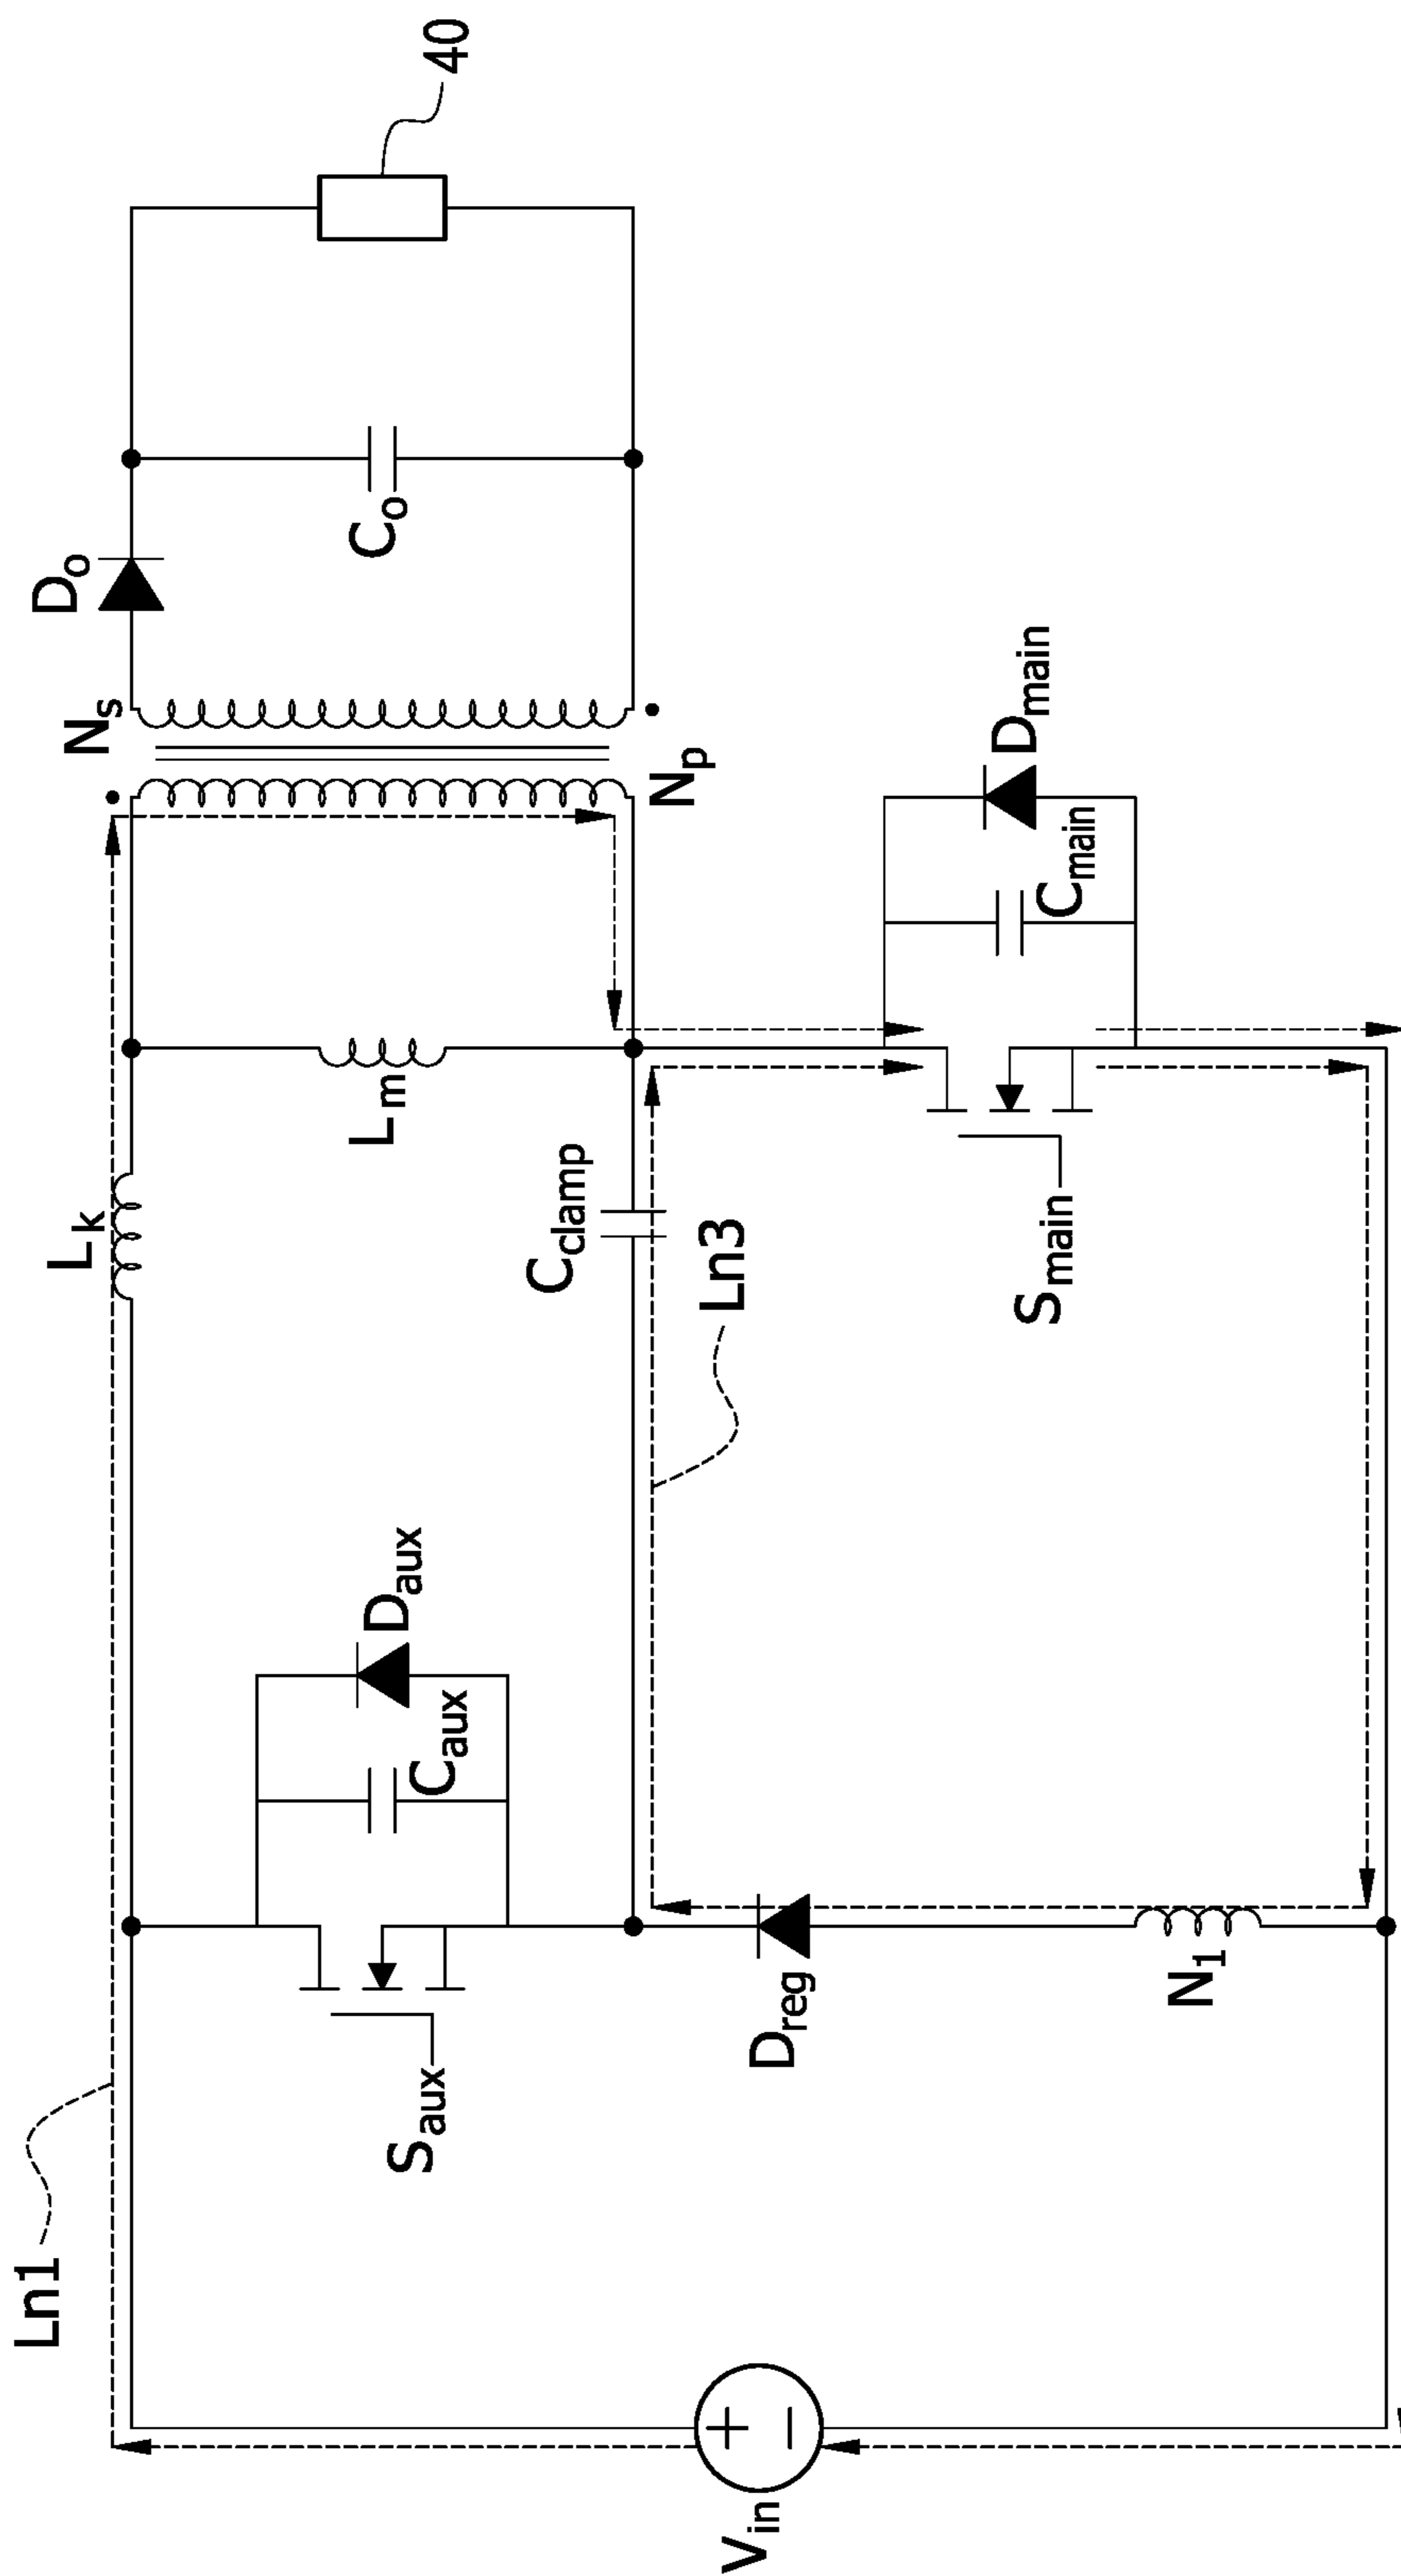 Ln1
Lk
Ns
Do
40
Co
Np
Lm
Daux
Caux
Saux
Cclamp
Ln3
Dmain
Cmain
Smain
Dreg
N1
Vin
+
−